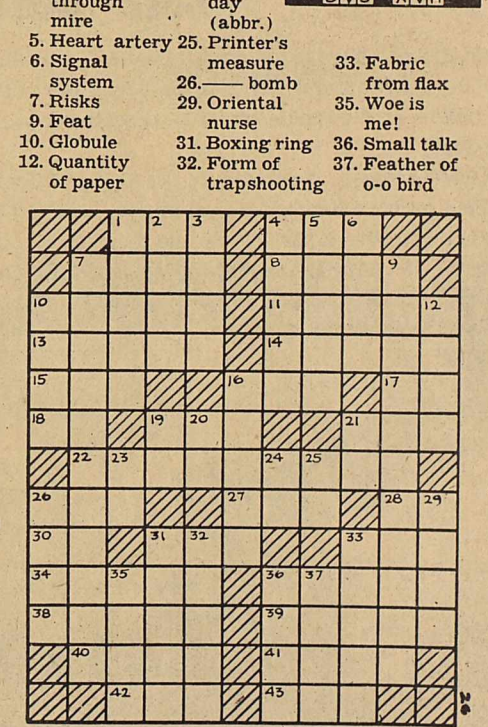 through
mire
5. Heart artery
6. Signal
system
7. Risks
9. Feat
10. Globule
12. Quantity
of paper
day
(abbr.)
25. Printer's
measure
26.—— bomb
29. Oriental
nurse
31. Boxing ring
32. Form of
trapshooting
33. Fabric
from flax
35. Woe is
me!
36. Small talk
37. Feather of
o-o bird
1 2 3 4 5 6
7 8 9
10 11 12
13 14
15 16 17
18 19 20 21
22 23 24 25
26 27 28 29
30 31 32 33
34 35 36 37
38 39
40 41
42 43
26